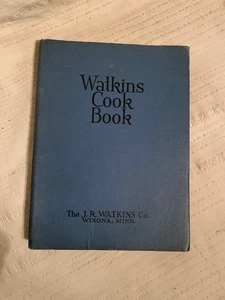 Watkins
Cook
Book
The J.R. WATKINS Co.
WINONA, MINN.